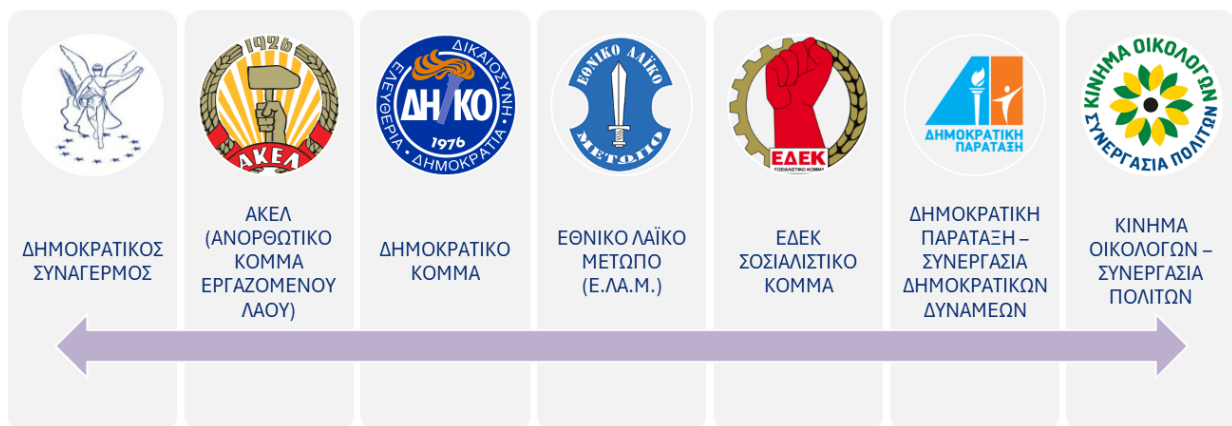 1926
ΑΚΕΛ
ΕΛΕΥΘΕΡΙΑ • ΔΗΜΟΚΡΑΤΙΑ • ΔΙΚΑΙΟΣΥΝΗ
ΔΗΚΟ
1976
ΕΘΝΙΚΟ ΛΑΪΚΟ
ΜΕΤΩΠΟ
ΕΔΕΚ
ΣΟΣΙΑΛΙΣΤΙΚΟ ΚΟΜΜΑ
ΔΗΜΟΚΡΑΤΙΚΗ
ΠΑΡΑΤΑΞΗ
ΚΙΝΗΜΑ ΟΙΚΟΛΟΓΩΝ
ΣΥΝΕΡΓΑΣΙΑ ΠΟΛΙΤΩΝ
ΔΗΜΟΚΡΑΤΙΚΟΣ
ΣΥΝΑΓΕΡΜΟΣ
ΑΚΕΛ
(ΑΝΟΡΘΩΤΙΚΟ
ΚΟΜΜΑ
ΕΡΓΑΖΟΜΕΝΟΥ
ΛΑΟΥ)
ΔΗΜΟΚΡΑΤΙΚΟ
ΚΟΜΜΑ
ΕΘΝΙΚΟ ΛΑΪΚΟ
ΜΕΤΩΠΟ
(Ε.ΛΑ.Μ.)
ΕΔΕΚ
ΣΟΣΙΑΛΙΣΤΙΚΟ
ΚΟΜΜΑ
ΔΗΜΟΚΡΑΤΙΚΗ
ΠΑΡΑΤΑΞΗ –
ΣΥΝΕΡΓΑΣΙΑ
ΔΗΜΟΚΡΑΤΙΚΩΝ
ΔΥΝΑΜΕΩΝ
ΚΙΝΗΜΑ
ΟΙΚΟΛΟΓΩΝ –
ΣΥΝΕΡΓΑΣΙΑ
ΠΟΛΙΤΩΝ